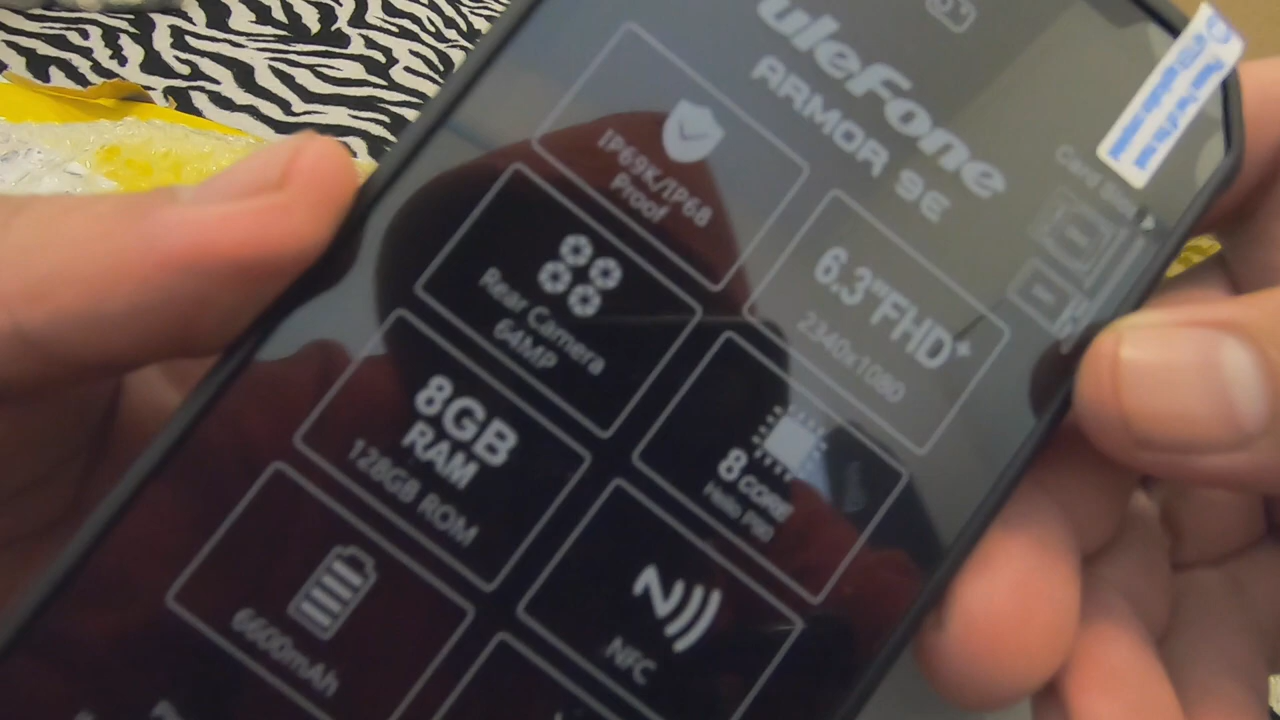 uleFone
ARMOR 9E
IP69K/IP68
Proof
6.3"FHD+
2340x1080
Rear Camera
64MP
8 CORE
Helio P90
8GB
RAM
128GB ROM
NFC
6600mAh